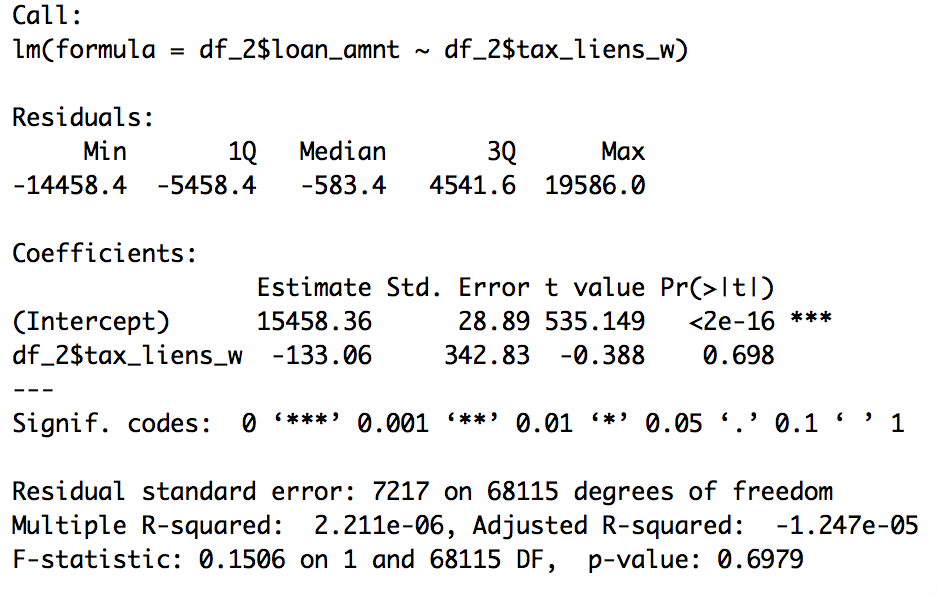 Call:
lm(formula = df_2$loan_amnt ~ df_2$tax_liens_w)
Residuals:
     Min       1Q   Median       3Q      Max
-14458.4  -5458.4   -583.4   4541.6  19586.0
Coefficients:
                 Estimate Std. Error t value Pr(>|t|)
(Intercept)      15458.36      28.89 535.149   <2e-16 ***
df_2$tax_liens_w  -133.06     342.83  -0.388    0.698
---
Signif. codes:  0 ‘***’ 0.001 ‘**’ 0.01 ‘*’ 0.05 ‘.’ 0.1 ‘ ’ 1
Residual standard error: 7217 on 68115 degrees of freedom
Multiple R-squared:  2.211e-06, Adjusted R-squared:  -1.247e-05
F-statistic: 0.1506 on 1 and 68115 DF,  p-value: 0.6979